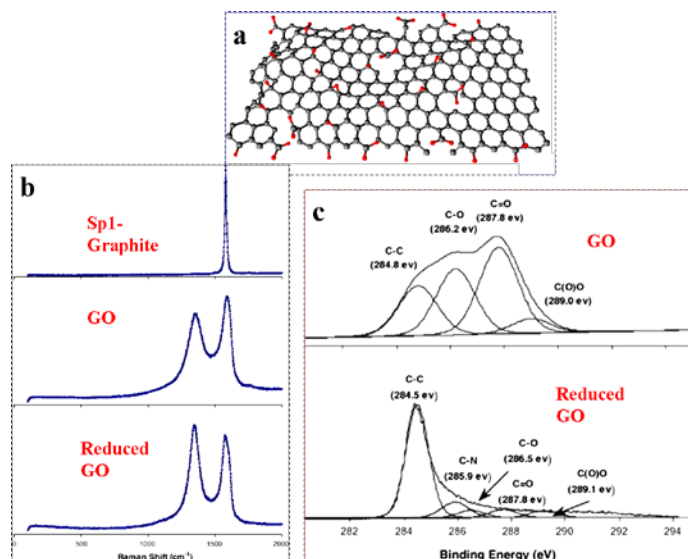 a
b
Sp1-
Graphite
GO
Reduced
GO
0
500
1000
1500
2000
Raman Shift (cm⁻¹)
c
GO
C-C
(284.8 ev)
C-O
(286.2 ev)
C=O
(287.8 ev)
C(O)O
(289.0 ev)
Reduced
GO
C-C
(284.5 ev)
C-N
(285.9 ev)
C-O
(286.5 ev)
C=O
(287.8 ev)
C(O)O
(289.1 ev)
282 284 286 288 290 292 294
Binding Energy (eV)